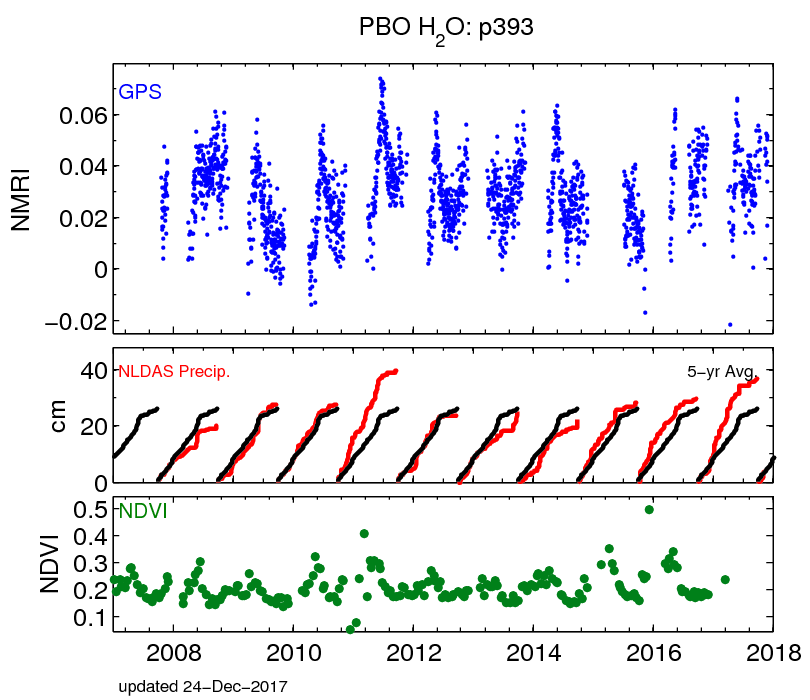 PBO H₂O: p393
GPS
NMRI
0.06
0.04
0.02
0
−0.02
NLDAS Precip.
5−yr Avg.
cm
40
20
0
NDVI
NDVI
0.5
0.4
0.3
0.2
0.1
2008 2010 2012 2014 2016 2018
updated 24−Dec−2017